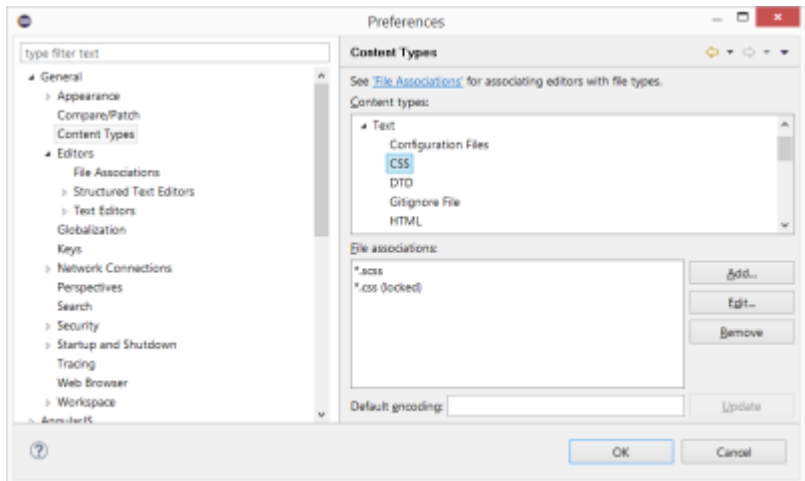 Preferences
type filter text
General
Appearance
Compare/Patch
Content Types
Editors
File Associations
Structured Text Editors
Text Editors
Globalization
Keys
Network Connections
Perspectives
Search
Security
Startup and Shutdown
Tracing
Web Browser
Workspace
AngularJS
Content Types
See 'File Associations' for associating editors with file types.
Content types:
Text
Configuration Files
CSS
DTD
Gitignore File
HTML
File associations:
*.scss
*.css (locked)
Add...
Edit...
Remove
Default encoding:
Update
OK
Cancel